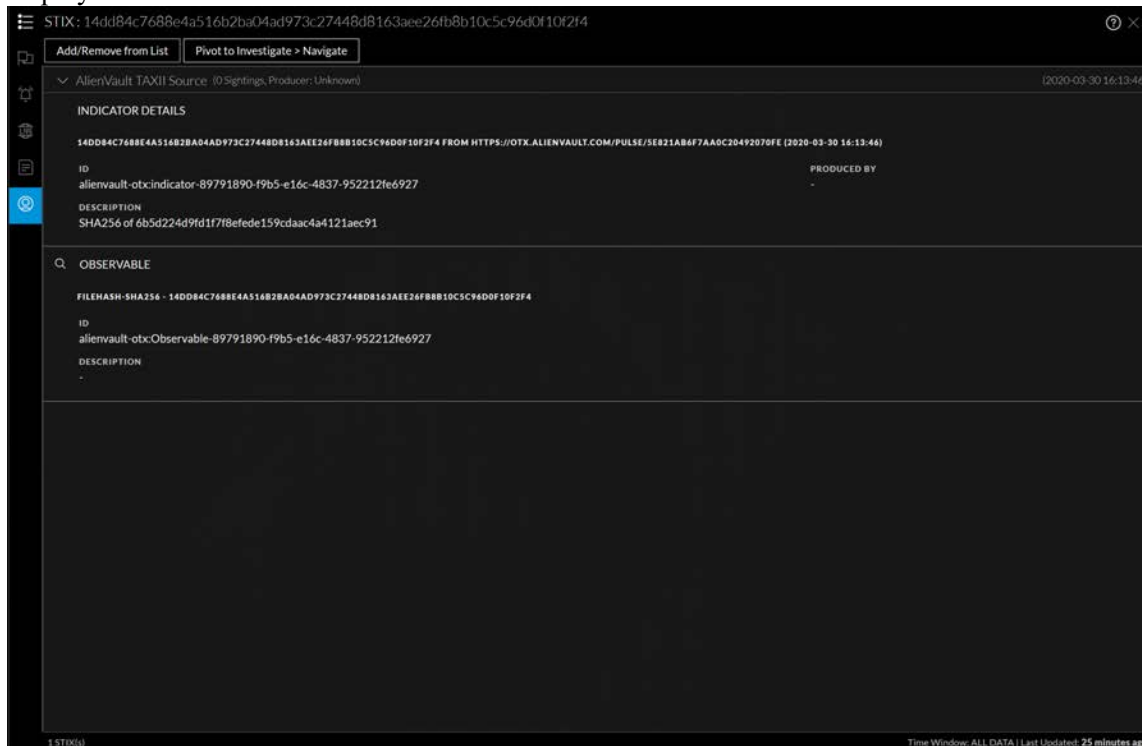 STIX : 14dd84c7688e4a516b2ba04ad973c27448d8163aee26fb8b10c5c96d0f10f2f4
Add/Remove from List Pivot to Investigate > Navigate
AlienVault TAXII Source (0 Sightings, Producer: Unknown) (2020-03-30 16:13:46
INDICATOR DETAILS
14DD84C7688E4A516B2BA04AD973C27448D8163AEE26FB8B10C5C96D0F10F2F4 FROM HTTPS://OTX.ALIENVAULT.COM/PULSE/5E821AB6F7AA0C20492070FE (2020-03-30 16:13:46)
ID PRODUCED BY
alienvault-otx:indicator-89791890-f9b5-e16c-4837-952212fe6927 -
DESCRIPTION
SHA256 of 6b5d224d9fd1f7f8efede159cdaac4a4121aec91
OBSERVABLE
FILEHASH-SHA256 - 14DD84C7688E4A516B2BA04AD973C27448D8163AEE26FB8B10C5C96D0F10F2F4
ID
alienvault-otx:Observable-89791890-f9b5-e16c-4837-952212fe6927
DESCRIPTION
-
1 STIX(s) Time Window: ALL DATA | Last Updated: 25 minutes ag